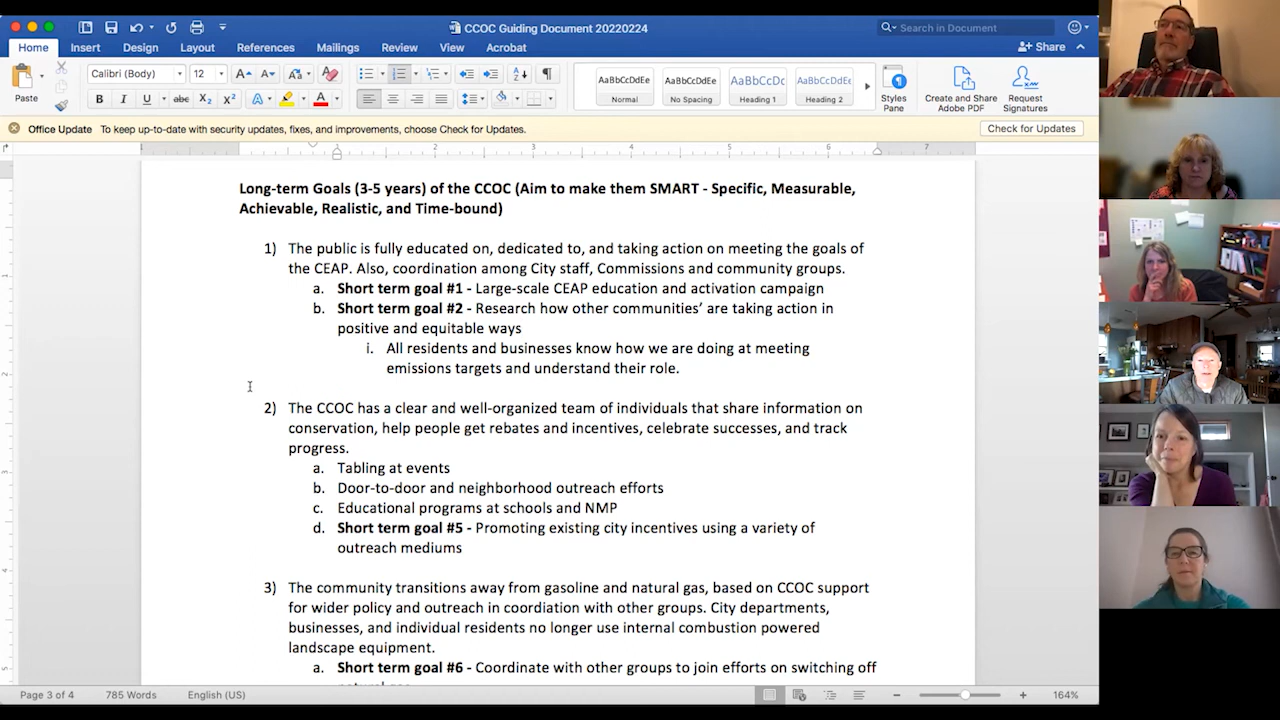 CCOC Guiding Document 20220224
Search in Document
Home Insert Design Layout References Mailings Review View Acrobat
Share
Paste
Calibri (Body) 12
AaBbCcDdEe AaBbCcDdEe AaBbCcDc AaBbCcDdEe
Normal No Spacing Heading 1 Heading 2
Styles Pane
Create and Share Adobe PDF
Request Signatures
Office Update To keep up-to-date with security updates, fixes, and improvements, choose Check for Updates.
Check for Updates
1 1 2 3 4 5 6 7
Long-term Goals (3-5 years) of the CCOC (Aim to make them SMART - Specific, Measurable,
Achievable, Realistic, and Time-bound)
1) The public is fully educated on, dedicated to, and taking action on meeting the goals of
the CEAP. Also, coordination among City staff, Commissions and community groups.
a. Short term goal #1 - Large-scale CEAP education and activation campaign
b. Short term goal #2 - Research how other communities’ are taking action in
positive and equitable ways
i. All residents and businesses know how we are doing at meeting
emissions targets and understand their role.
2) The CCOC has a clear and well-organized team of individuals that share information on
conservation, help people get rebates and incentives, celebrate successes, and track
progress.
a. Tabling at events
b. Door-to-door and neighborhood outreach efforts
c. Educational programs at schools and NMP
d. Short term goal #5 - Promoting existing city incentives using a variety of
outreach mediums
3) The community transitions away from gasoline and natural gas, based on CCOC support
for wider policy and outreach in coordiation with other groups. City departments,
businesses, and individual residents no longer use internal combustion powered
landscape equipment.
a. Short term goal #6 - Coordinate with other groups to join efforts on switching off
Page 3 of 4 785 Words English (US) 164%